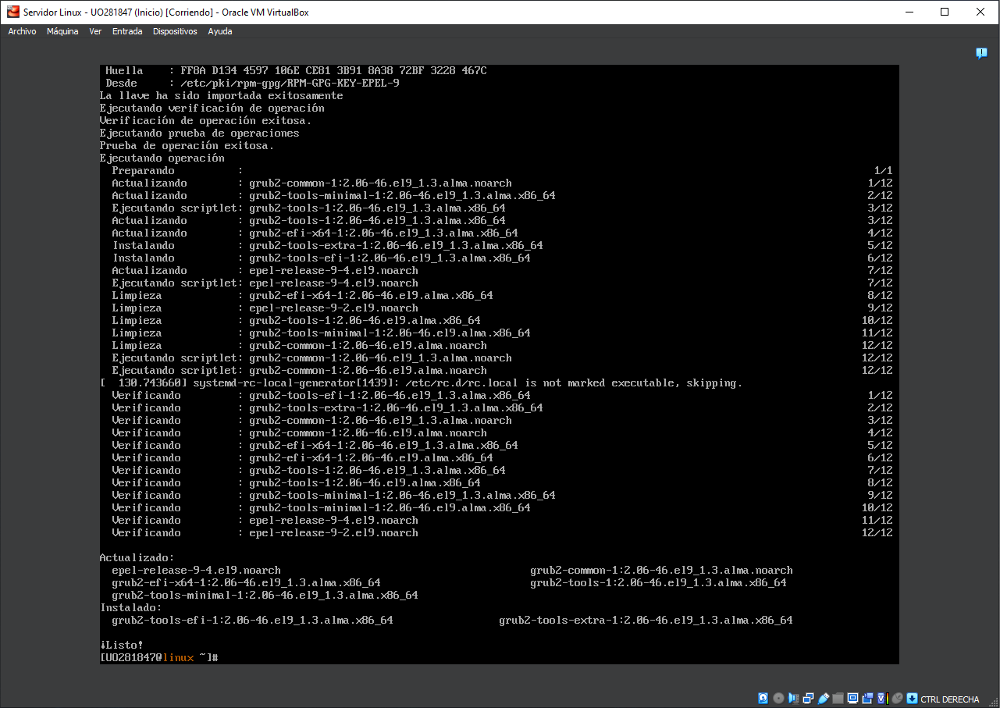 Servidor Linux - UO281847 (Inicio) [Corriendo] - Oracle VM VirtualBox
Archivo Máquina Ver Entrada Dispositivos Ayuda
Huella : FF8A D134 4597 106E CE81 3B91 8A38 72BF 3228 467C
Desde : /etc/pki/rpm-gpg/RPM-GPG-KEY-EPEL-9
La llave ha sido importada exitosamente
Ejecutando verificación de operación
Verificación de operación exitosa.
Ejecutando prueba de operaciones
Prueba de operación exitosa.
Ejecutando operación
Preparando : 1/1
Actualizando : grub2-common-1:2.06-46.el9_1.3.alma.noarch 1/12
Actualizando : grub2-tools-minimal-1:2.06-46.el9_1.3.alma.x86_64 2/12
Ejecutando scriptlet: grub2-tools-1:2.06-46.el9_1.3.alma.x86_64 3/12
Actualizando : grub2-tools-1:2.06-46.el9_1.3.alma.x86_64 3/12
Actualizando : grub2-efi-x64-1:2.06-46.el9_1.3.alma.x86_64 4/12
Instalando : grub2-tools-extra-1:2.06-46.el9_1.3.alma.x86_64 5/12
Instalando : grub2-tools-efi-1:2.06-46.el9_1.3.alma.x86_64 6/12
Actualizando : epel-release-9-4.el9.noarch 7/12
Ejecutando scriptlet: epel-release-9-4.el9.noarch 7/12
Limpieza : grub2-efi-x64-1:2.06-46.el9.alma.x86_64 8/12
Limpieza : epel-release-9-2.el9.noarch 9/12
Limpieza : grub2-tools-1:2.06-46.el9.alma.x86_64 10/12
Limpieza : grub2-tools-minimal-1:2.06-46.el9.alma.x86_64 11/12
Limpieza : grub2-common-1:2.06-46.el9.alma.noarch 12/12
Ejecutando scriptlet: grub2-common-1:2.06-46.el9_1.3.alma.noarch 12/12
Ejecutando scriptlet: grub2-common-1:2.06-46.el9.alma.noarch 12/12
[ 130.743660] systemd-rc-local-generator[1439]: /etc/rc.d/rc.local is not marked executable, skipping.
Verificando : grub2-tools-efi-1:2.06-46.el9_1.3.alma.x86_64 1/12
Verificando : grub2-tools-extra-1:2.06-46.el9_1.3.alma.x86_64 2/12
Verificando : grub2-common-1:2.06-46.el9_1.3.alma.noarch 3/12
Verificando : grub2-common-1:2.06-46.el9.alma.noarch 4/12
Verificando : grub2-efi-x64-1:2.06-46.el9_1.3.alma.x86_64 5/12
Verificando : grub2-efi-x64-1:2.06-46.el9.alma.x86_64 6/12
Verificando : grub2-tools-1:2.06-46.el9_1.3.alma.x86_64 7/12
Verificando : grub2-tools-1:2.06-46.el9.alma.x86_64 8/12
Verificando : grub2-tools-minimal-1:2.06-46.el9_1.3.alma.x86_64 9/12
Verificando : grub2-tools-minimal-1:2.06-46.el9.alma.x86_64 10/12
Verificando : epel-release-9-4.el9.noarch 11/12
Verificando : epel-release-9-2.el9.noarch 12/12
Actualizado:
epel-release-9-4.el9.noarch grub2-common-1:2.06-46.el9_1.3.alma.noarch
grub2-efi-x64-1:2.06-46.el9_1.3.alma.x86_64 grub2-tools-1:2.06-46.el9_1.3.alma.x86_64
grub2-tools-minimal-1:2.06-46.el9_1.3.alma.x86_64
Instalado:
grub2-tools-efi-1:2.06-46.el9_1.3.alma.x86_64 grub2-tools-extra-1:2.06-46.el9_1.3.alma.x86_64
¡Listo!
[UO281847@linux ~]#
CTRL DERECHA